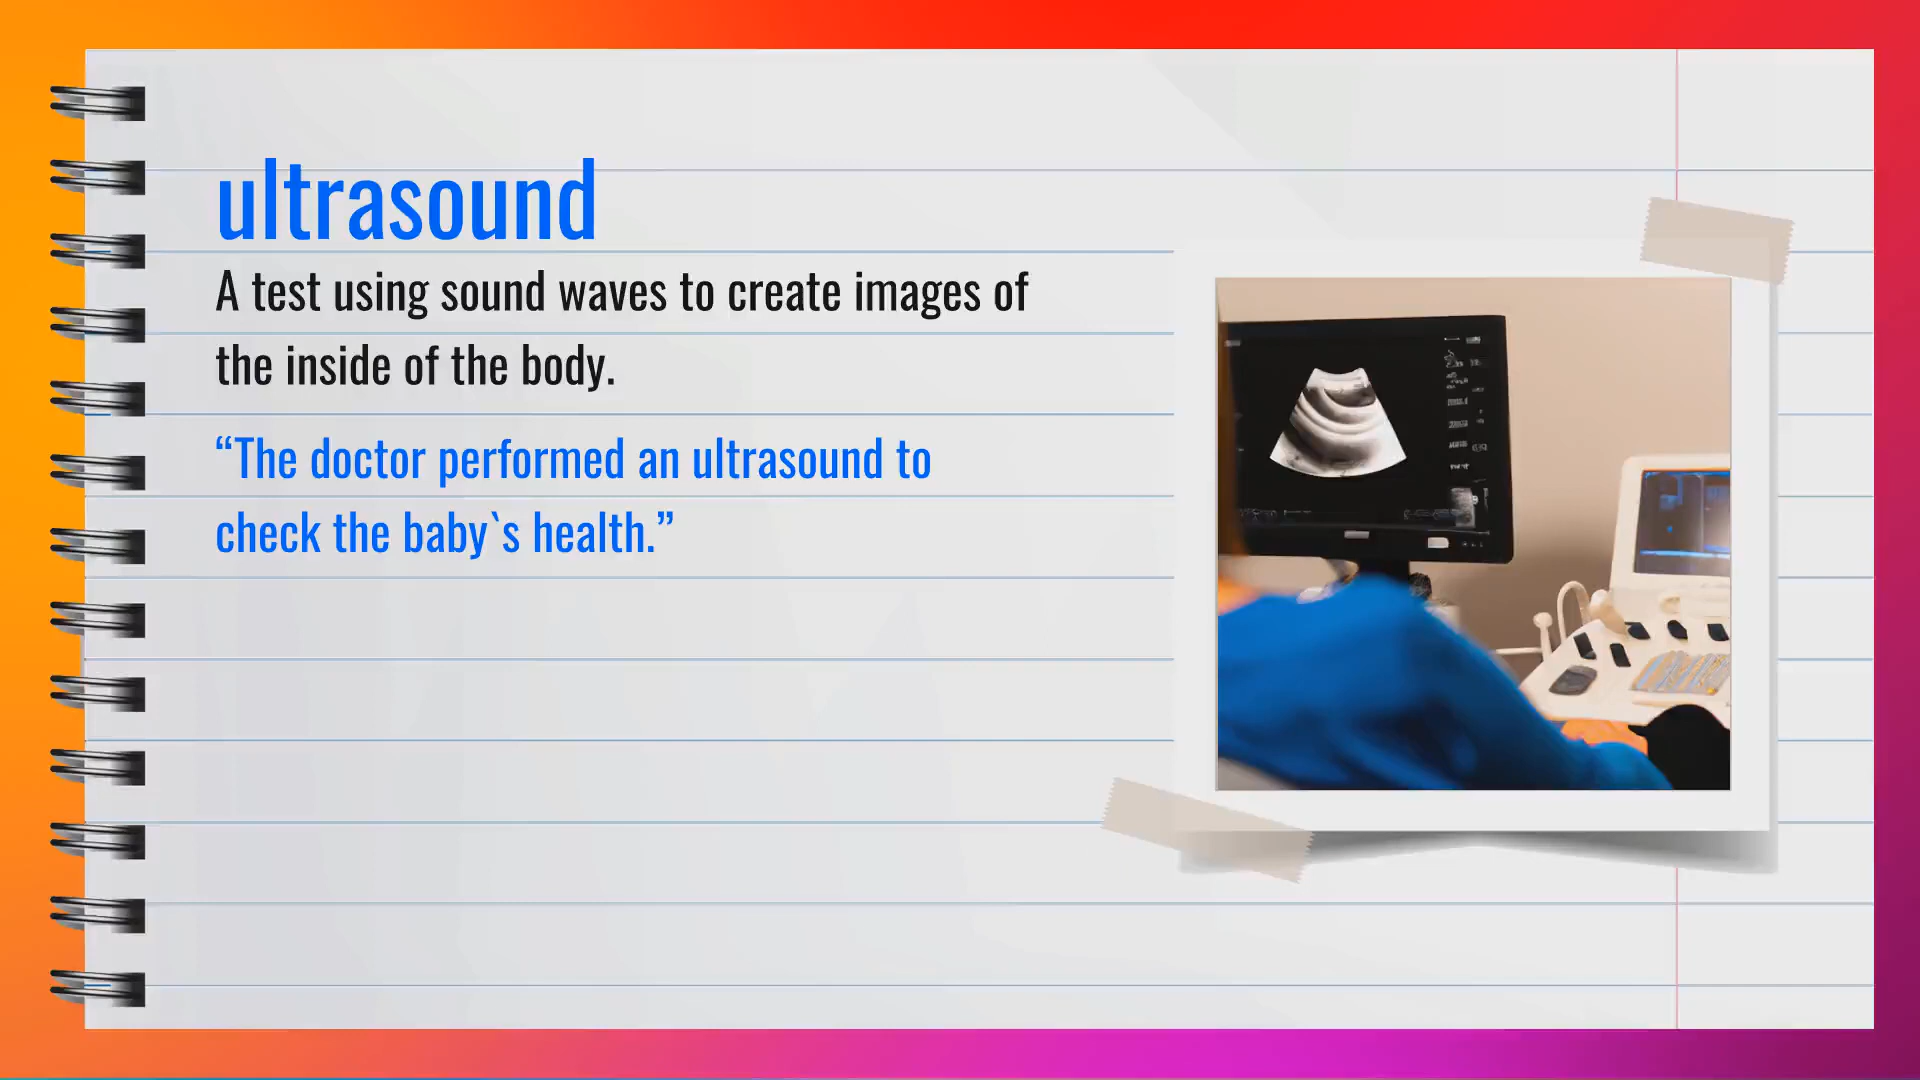 ultrasound
A test using sound waves to create images of
the inside of the body.
“The doctor performed an ultrasound to
check the baby`s health.”